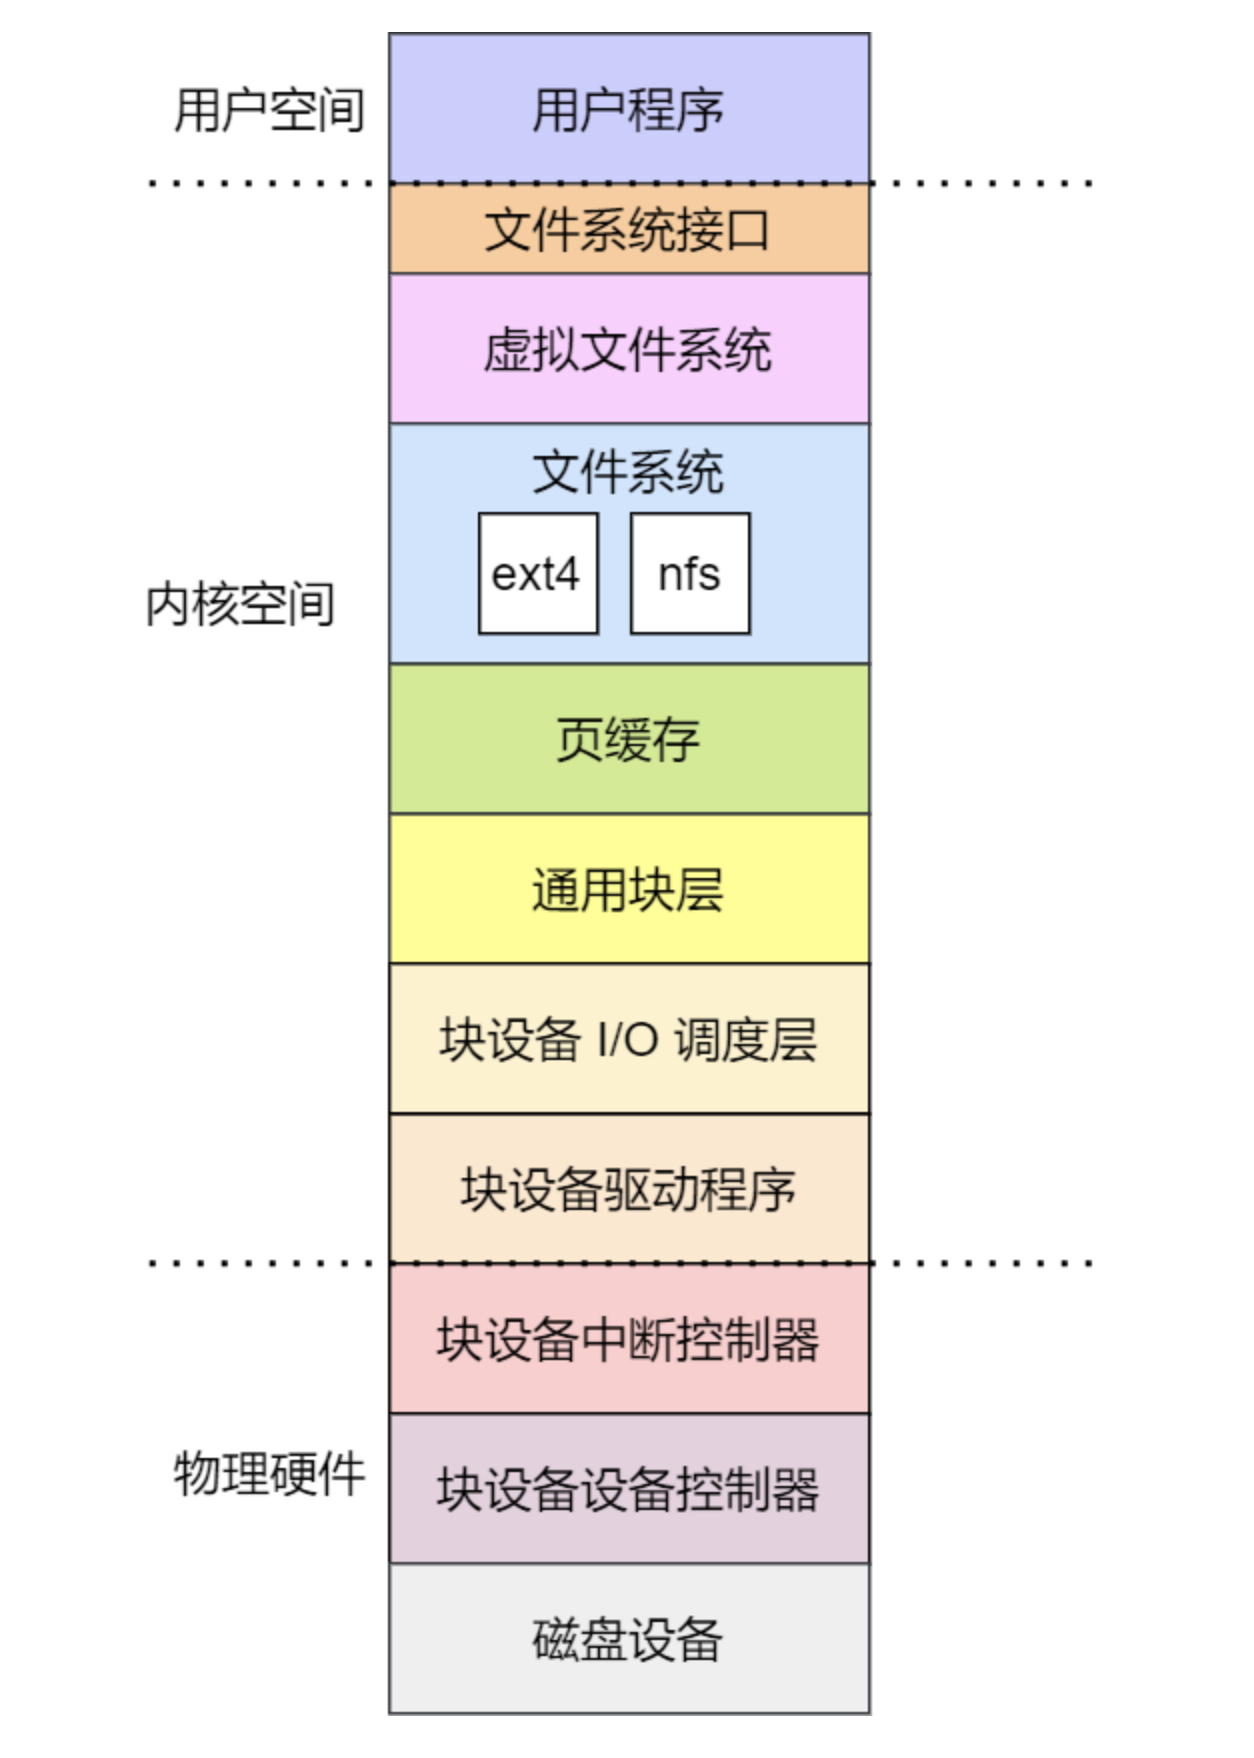 用户空间
用户程序
文件系统接口
虚拟文件系统
文件系统
ext4
nfs
内核空间
页缓存
通用块层
块设备 I/O 调度层
块设备驱动程序
块设备中断控制器
物理硬件
块设备设备控制器
磁盘设备